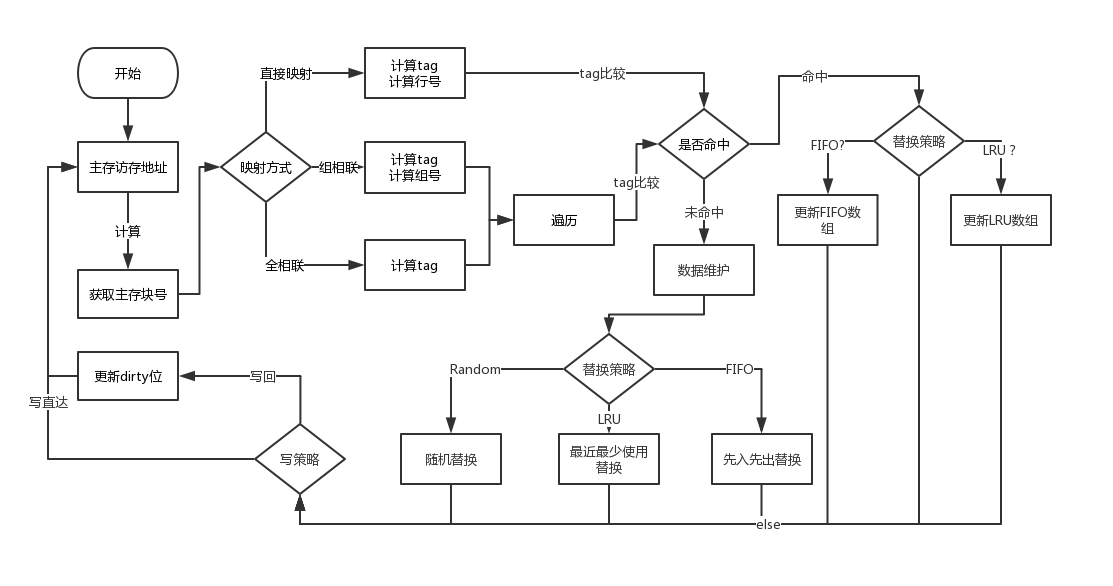 开始
主存访存地址
计算
获取主存块号
映射方式
直接映射
组相联
全相联
计算tag
计算行号
计算tag
计算组号
计算tag
遍历
tag比较
tag比较
是否命中
命中
未命中
替换策略
FIFO?
LRU ?
更新FIFO数
组
更新LRU数组
数据维护
替换策略
Random
LRU
FIFO
随机替换
最近最少使用
替换
先入先出替换
else
写策略
写回
更新dirty位
写直达